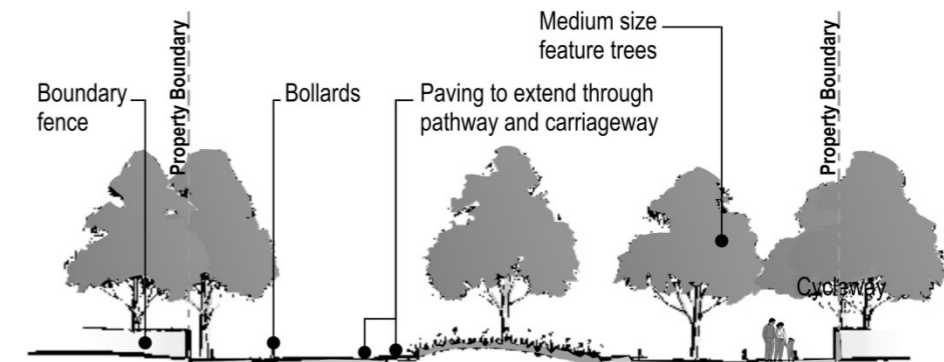 Medium size
feature trees
Property Boundary
Boundary
fence
Bollards
Paving to extend through
pathway and carriageway
Property Boundary
Cycleway